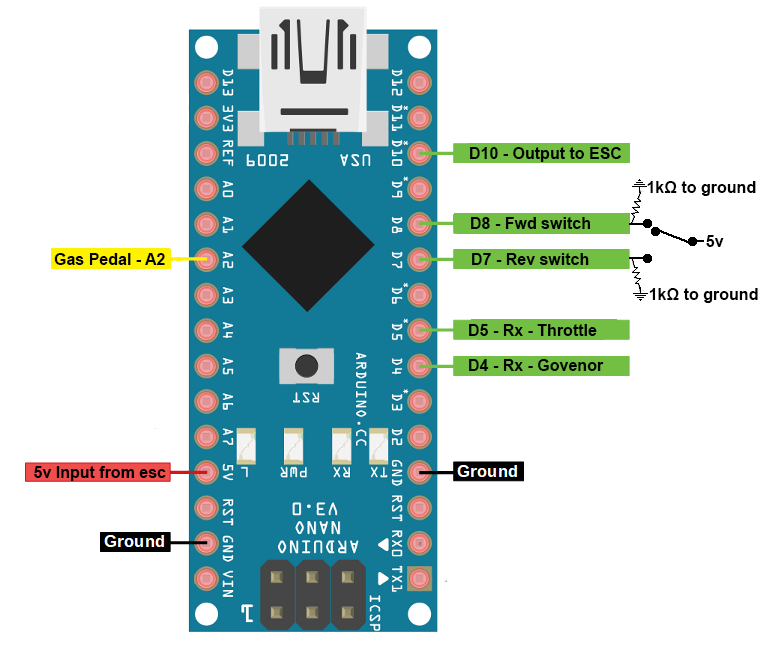 D13
3V3
REF
A0
A1
A2
A3
A4
A5
A6
A7
5V
RST
GND
VIN
Gas Pedal - A2
5v Input from esc
Ground
6005
USA
RST
ARDUINO.CC
L
PWR
RX
TX
V3.0
NANO
ARDUINO
1
ICSP
D12
D11*
D10*
D9*
D8
D7
D6*
D5*
D4
D3*
D2
GND
RST
RX0
TX1
D10 - Output to ESC
D8 - Fwd switch
D7 - Rev switch
D5 - Rx - Throttle
D4 - Rx - Govenor
Ground
1kΩ to ground
5v
1kΩ to ground